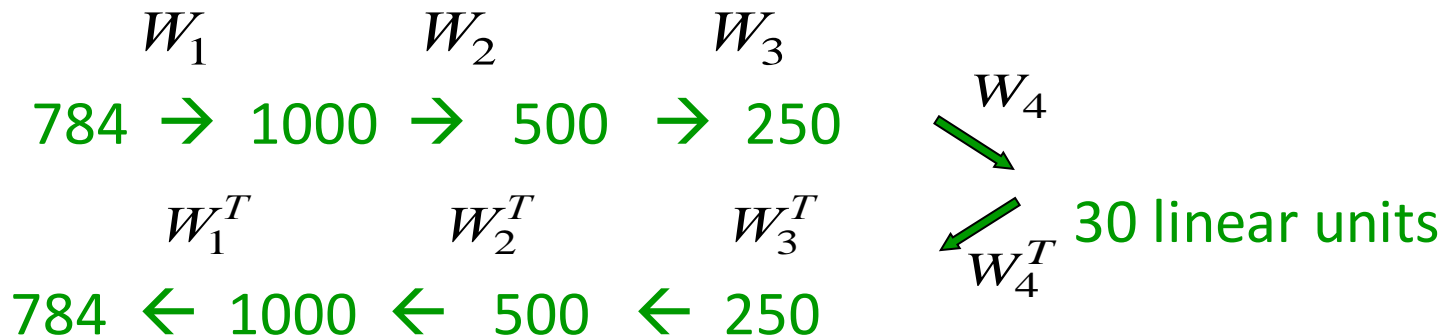 W₁ W₂ W₃
784 → 1000 → 500 → 250 W₄
30 linear units
W₁ᵀ W₂ᵀ W₃ᵀ W₄ᵀ
784 ← 1000 ← 500 ← 250